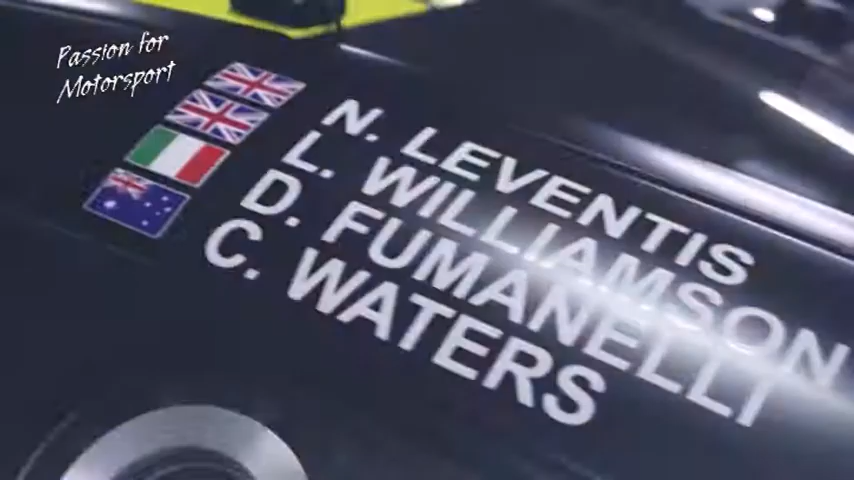 Passion for
Motorsport
N. LEVENTIS
L. WILLIAMSON
D. FUMANELLI
C. WATERS